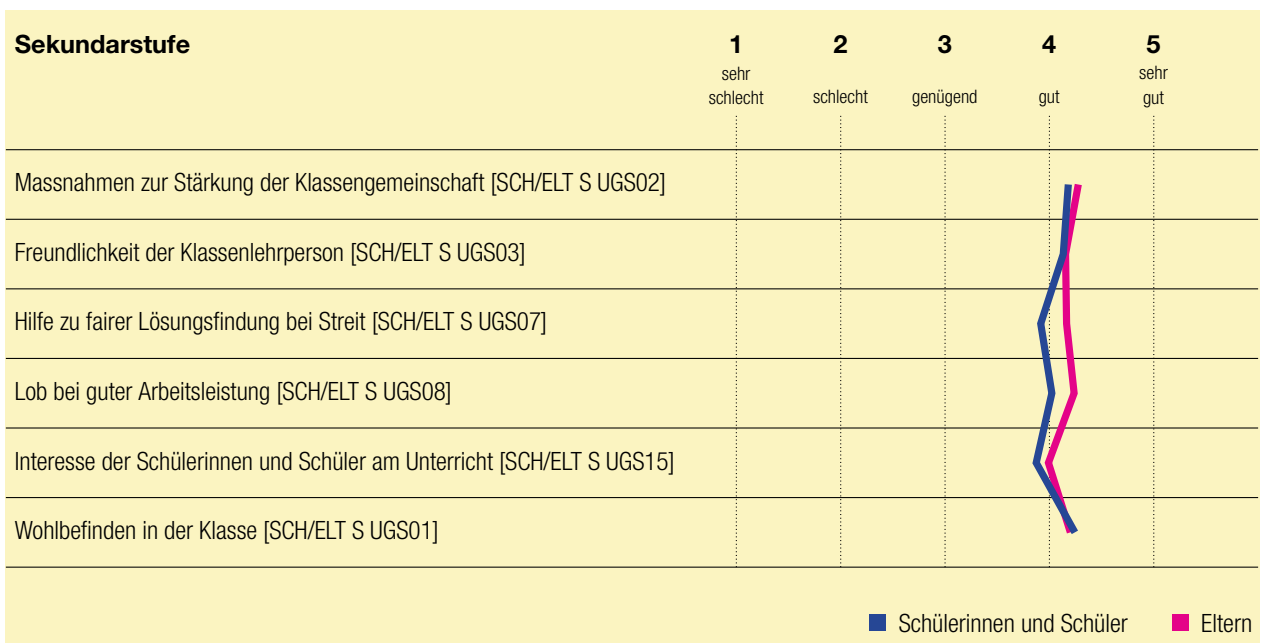 Sekundarstufe
1 2 3 4 5
sehr schlecht schlecht genügend gut sehr gut
Massnahmen zur Stärkung der Klassengemeinschaft [SCH/ELT S UGS02]
Freundlichkeit der Klassenlehrperson [SCH/ELT S UGS03]
Hilfe zu fairer Lösungsfindung bei Streit [SCH/ELT S UGS07]
Lob bei guter Arbeitsleistung [SCH/ELT S UGS08]
Interesse der Schülerinnen und Schüler am Unterricht [SCH/ELT S UGS15]
Wohlbefinden in der Klasse [SCH/ELT S UGS01]
Schülerinnen und Schüler Eltern